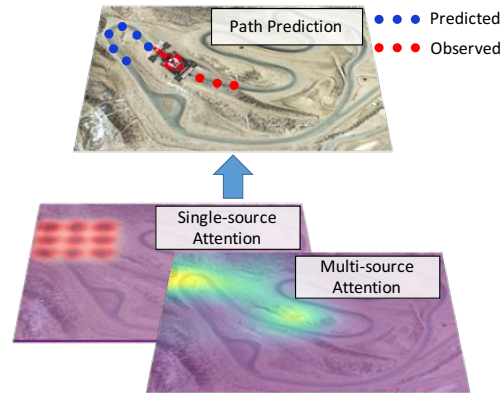 Path Prediction
Predicted
Observed
Single-source
Attention
Multi-source
Attention